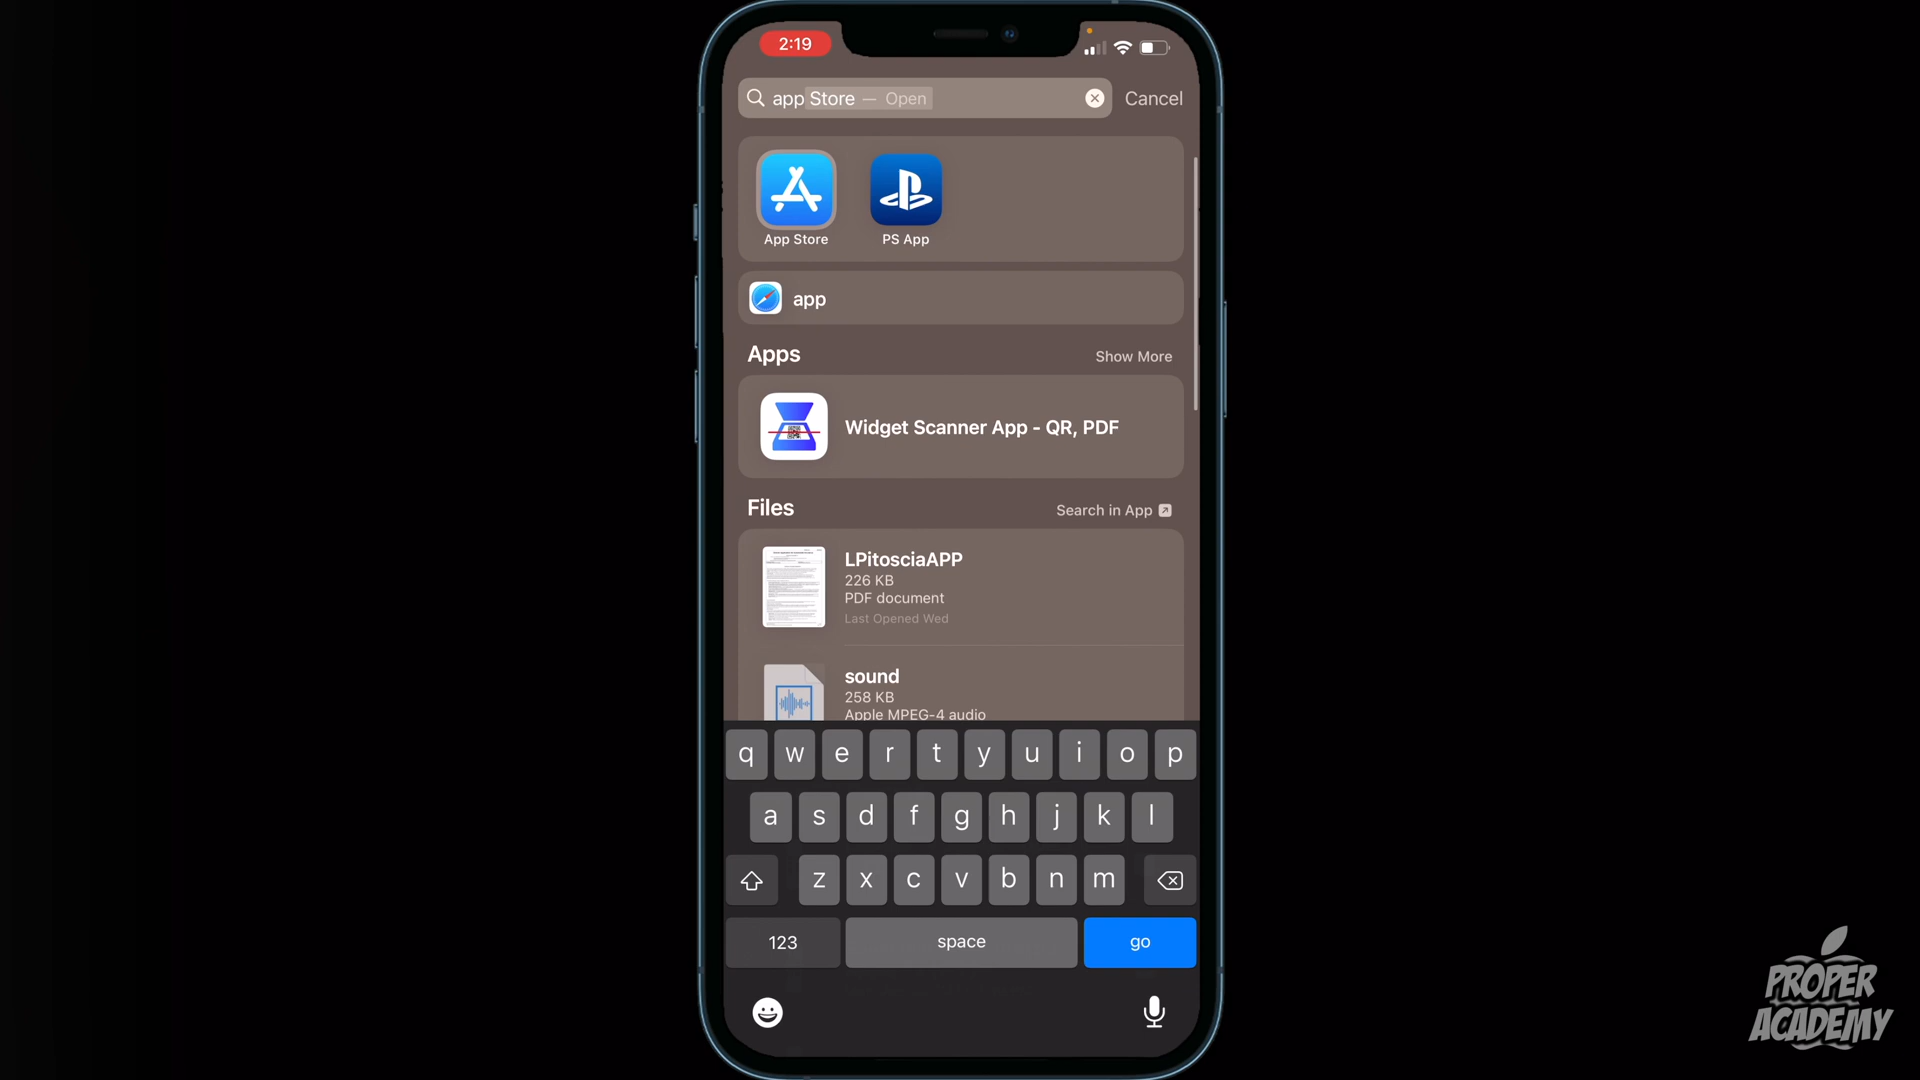 2:19
app Store — Open
Cancel
App Store
PS App
app
Apps
Show More
Widget Scanner App - QR, PDF
Files
Search in App
LPitosciaAPP
226 KB
PDF document
Last Opened Wed
sound
258 KB
Apple MPEG-4 audio
q w e r t y u i o p
a s d f g h j k l
z x c v b n m
123
space
go
PROPER
ACADEMY